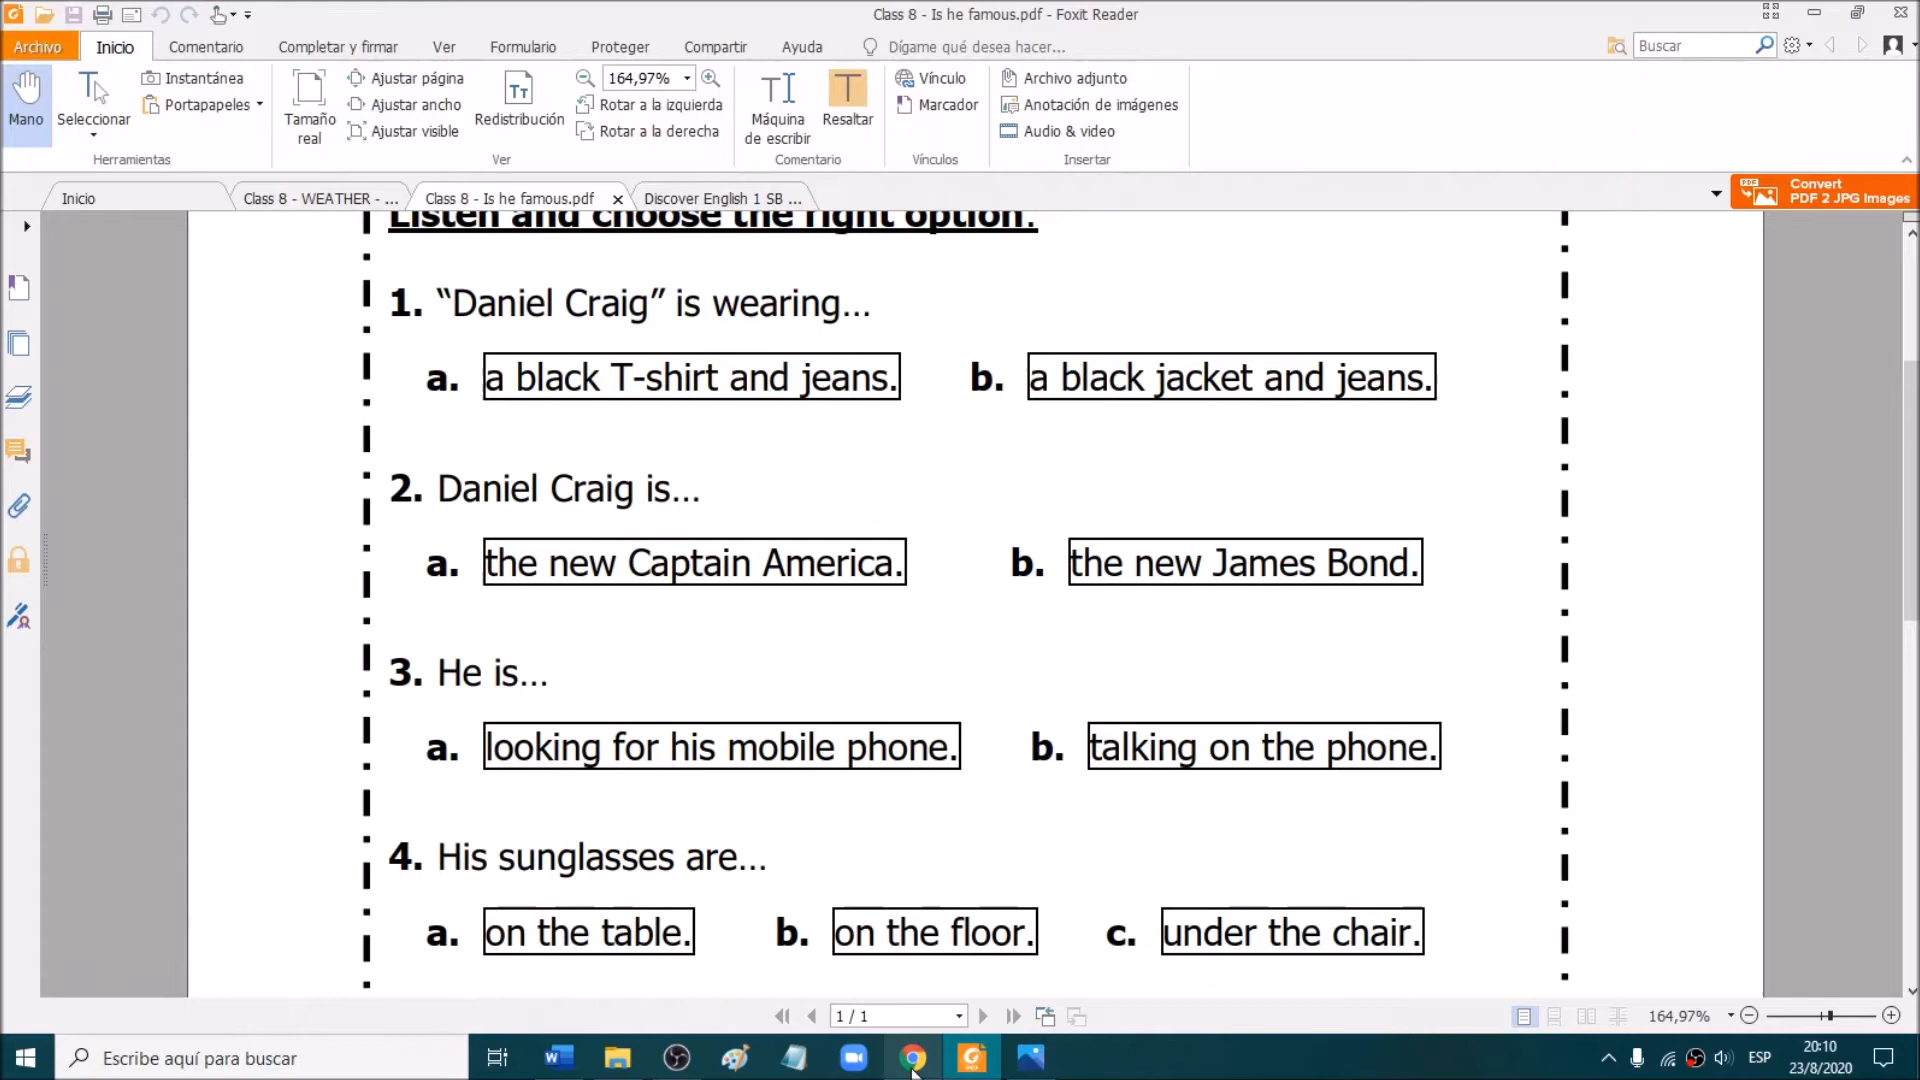 Class 8 - Is he famous.pdf - Foxit Reader
Archivo Inicio Comentario Completar y firmar Ver Formulario Proteger Compartir Ayuda Dígame qué desea hacer... Buscar
Mano
Seleccionar
Instantánea
Portapapeles
Herramientas
Tamaño
real
Ajustar página
Ajustar ancho
Ajustar visible
Redistribución
164,97%
Rotar a la izquierda
Rotar a la derecha
Ver
Máquina
de escribir
Resaltar
Comentario
Vínculo
Marcador
Vínculos
Archivo adjunto
Anotación de imágenes
Audio & video
Insertar
Inicio
Class 8 - WEATHER - ...
Class 8 - Is he famous.pdf
Discover English 1 SB ...
Convert
PDF 2 JPG Images
Listen and choose the right option.
1. “Daniel Craig” is wearing…
a. a black T-shirt and jeans. b. a black jacket and jeans.
2. Daniel Craig is…
a. the new Captain America. b. the new James Bond.
3. He is…
a. looking for his mobile phone. b. talking on the phone.
4. His sunglasses are…
a. on the table. b. on the floor. c. under the chair.
1 / 1
164,97%
Escribe aquí para buscar
ESP
20:10
23/8/2020